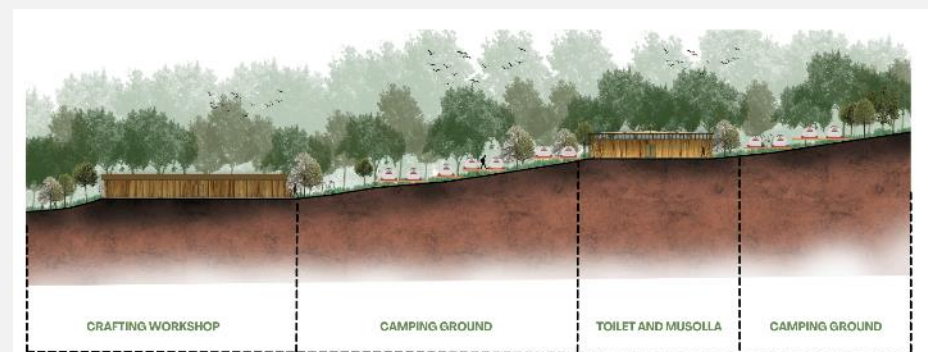 CRAFTING WORKSHOP
CAMPING GROUND
TOILET AND MUSOLLA
CAMPING GROUND